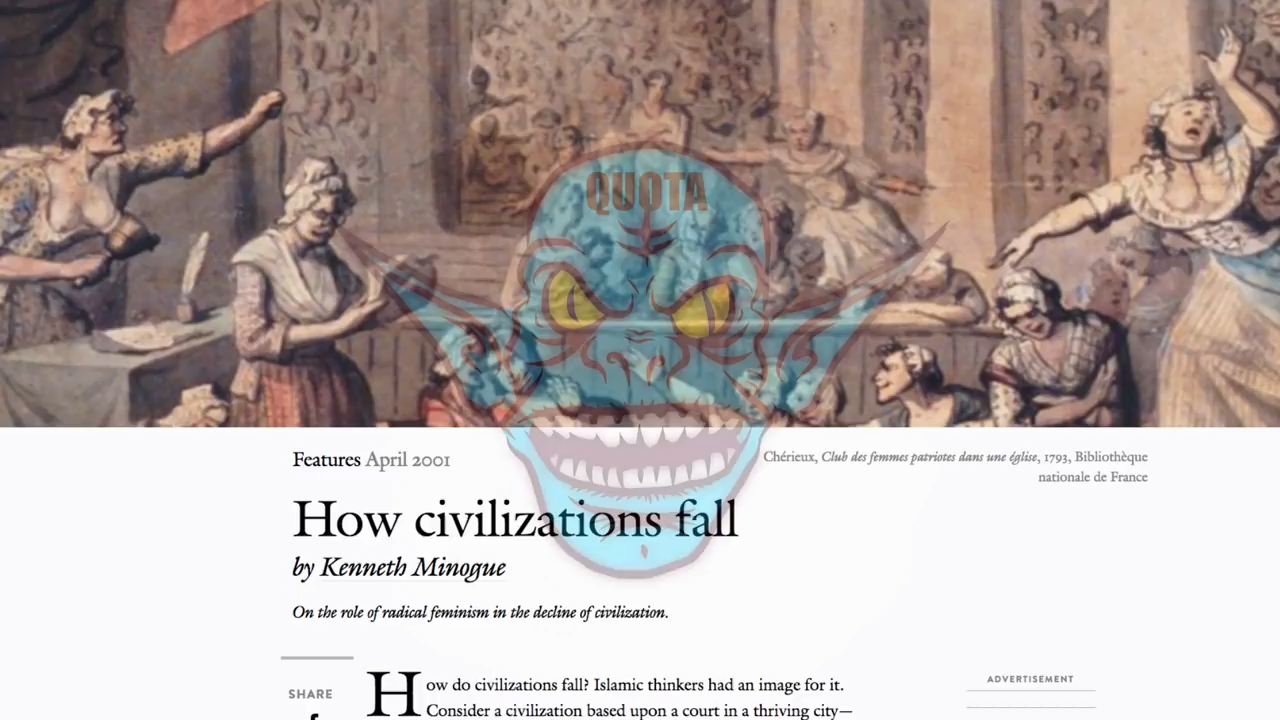 QUOTA
Features April 2001
Chérieux, Club des femmes patriotes dans une église, 1793, Bibliothèque
nationale de France
How civilizations fall
by Kenneth Minogue
On the role of radical feminism in the decline of civilization.
SHARE
How do civilizations fall? Islamic thinkers had an image for it.
Consider a civilization based upon a court in a thriving city—
ADVERTISEMENT